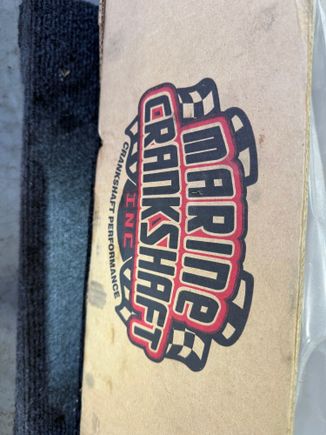 MARINE
CRANKSHAFT
INC
CRANKSHAFT PERFORMANCE